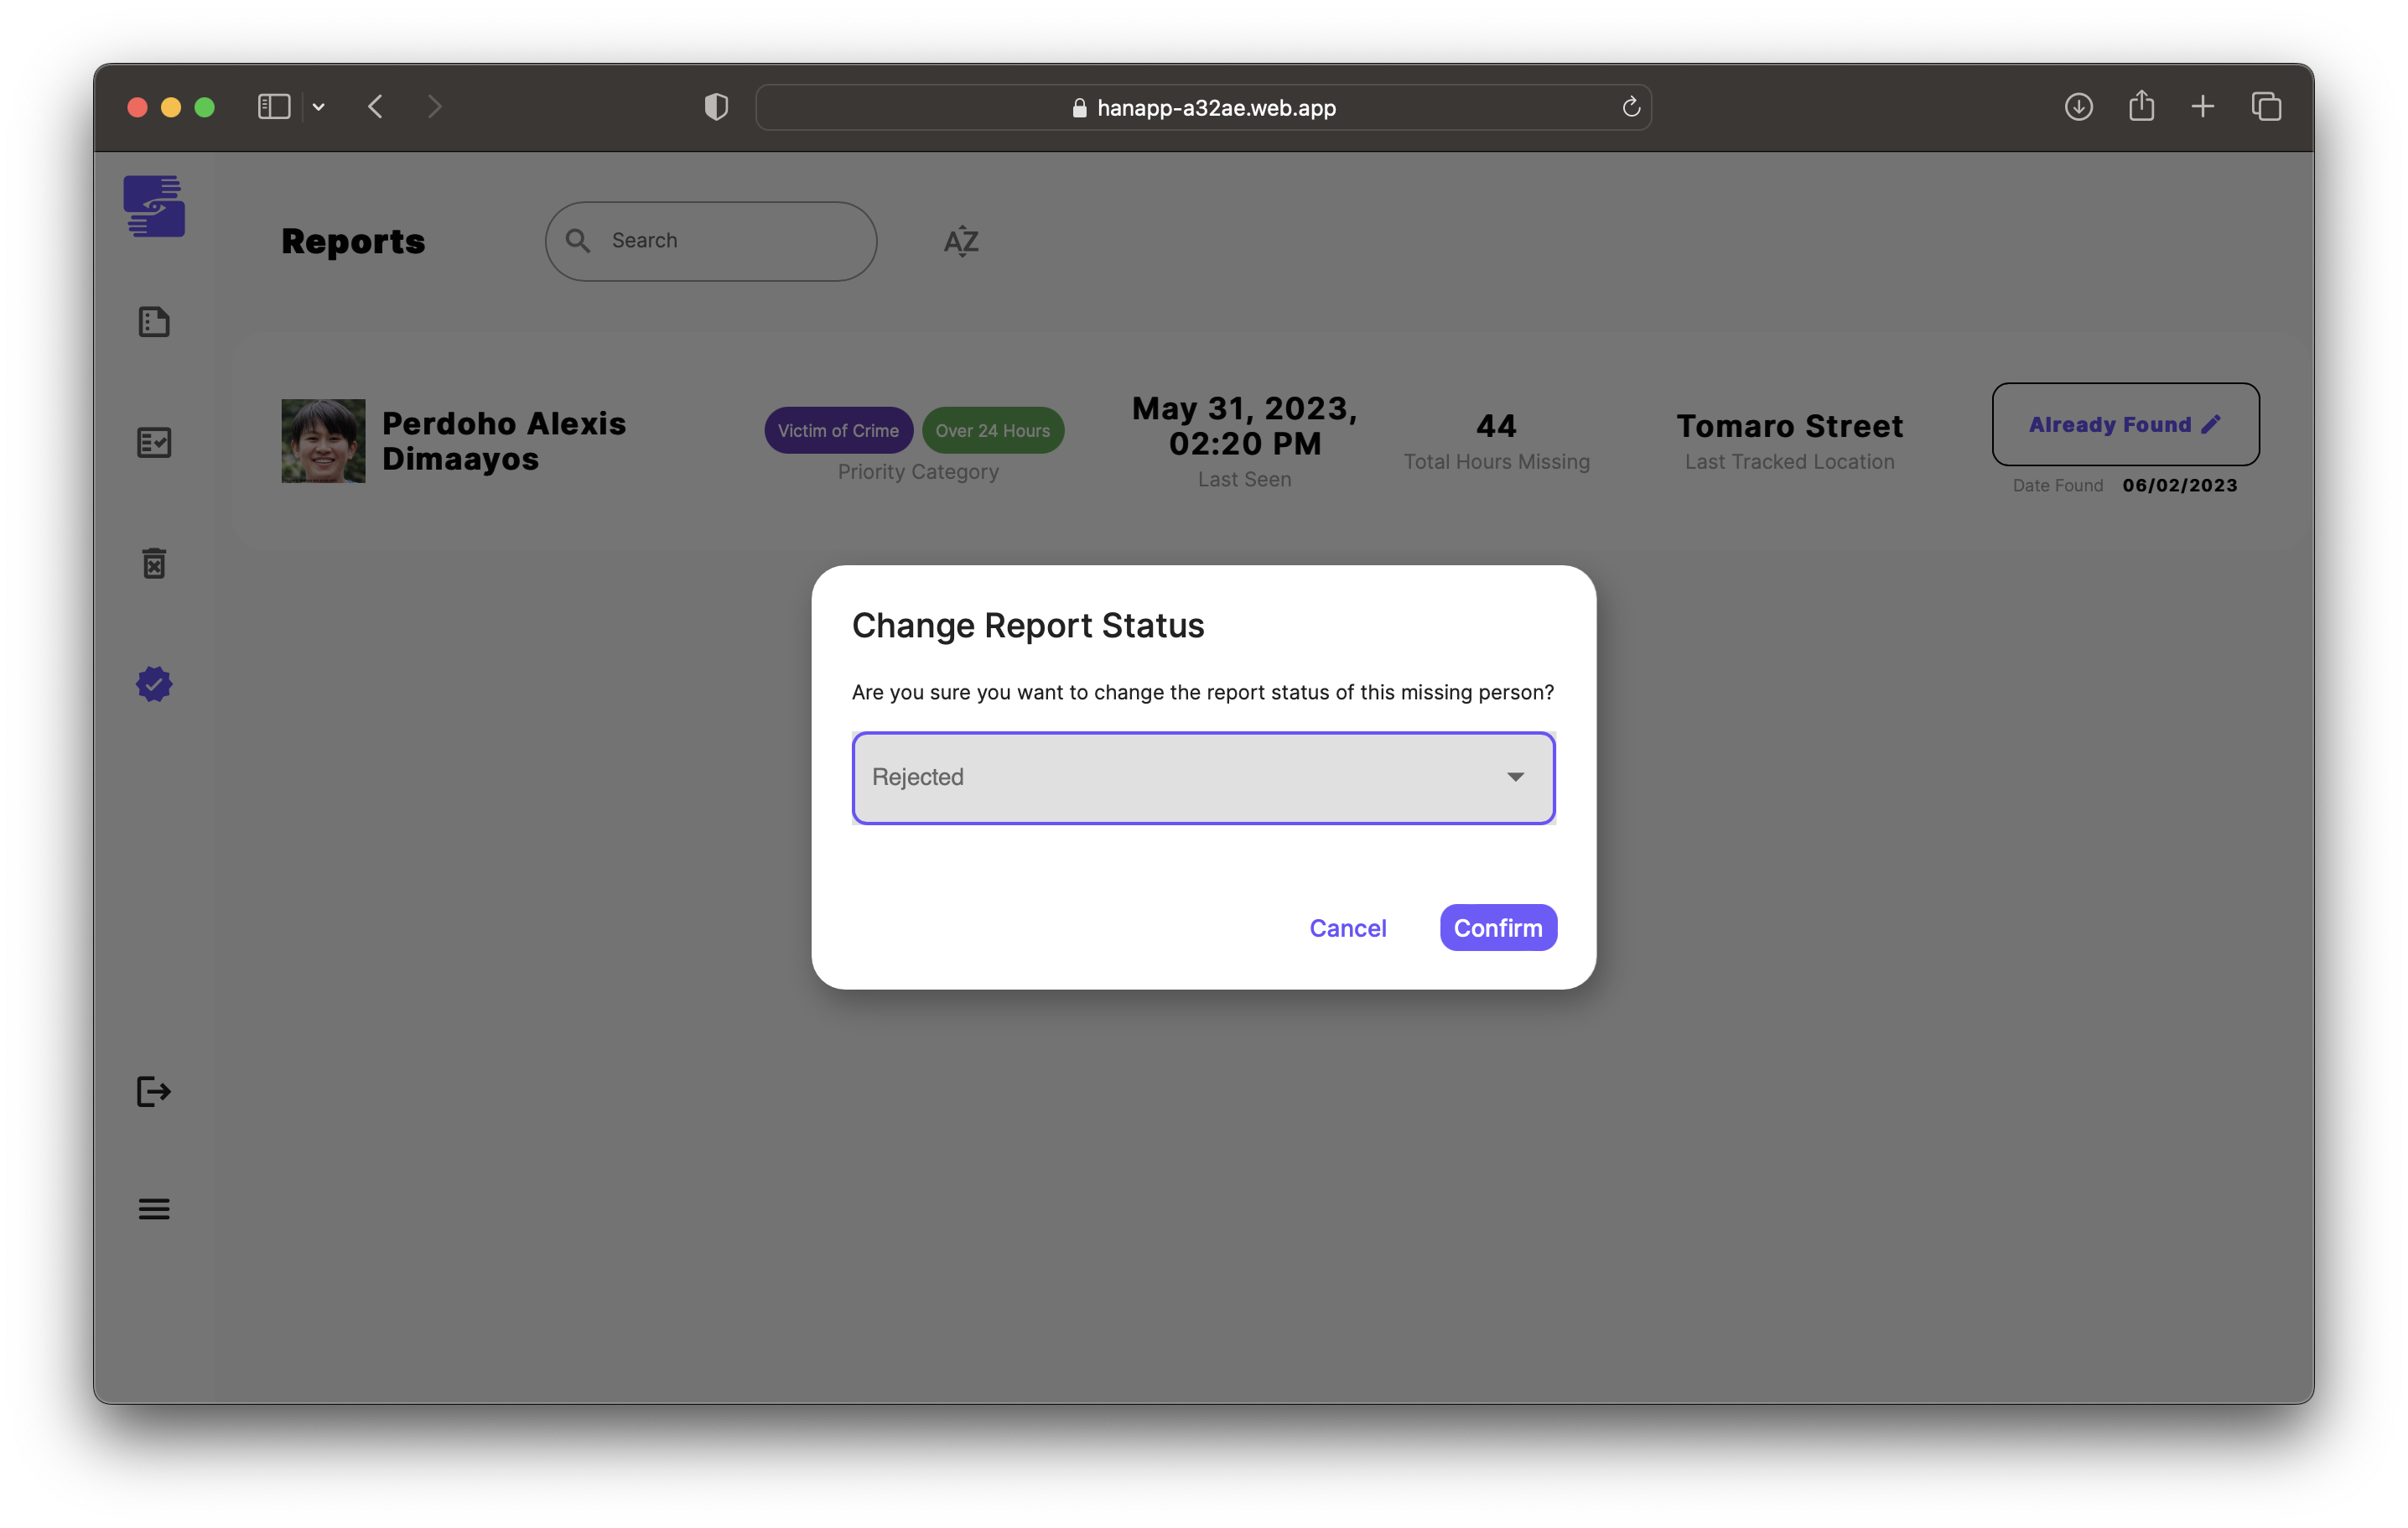 hanapp-a32ae.web.app
Reports
Search
AZ
Perdoho Alexis
Dimaayos
Victim of Crime
Over 24 Hours
Priority Category
May 31, 2023,
02:20 PM
Last Seen
44
Total Hours Missing
Tomaro Street
Last Tracked Location
Already Found
Date Found 06/02/2023
Change Report Status
Are you sure you want to change the report status of this missing person?
Rejected
Cancel
Confirm